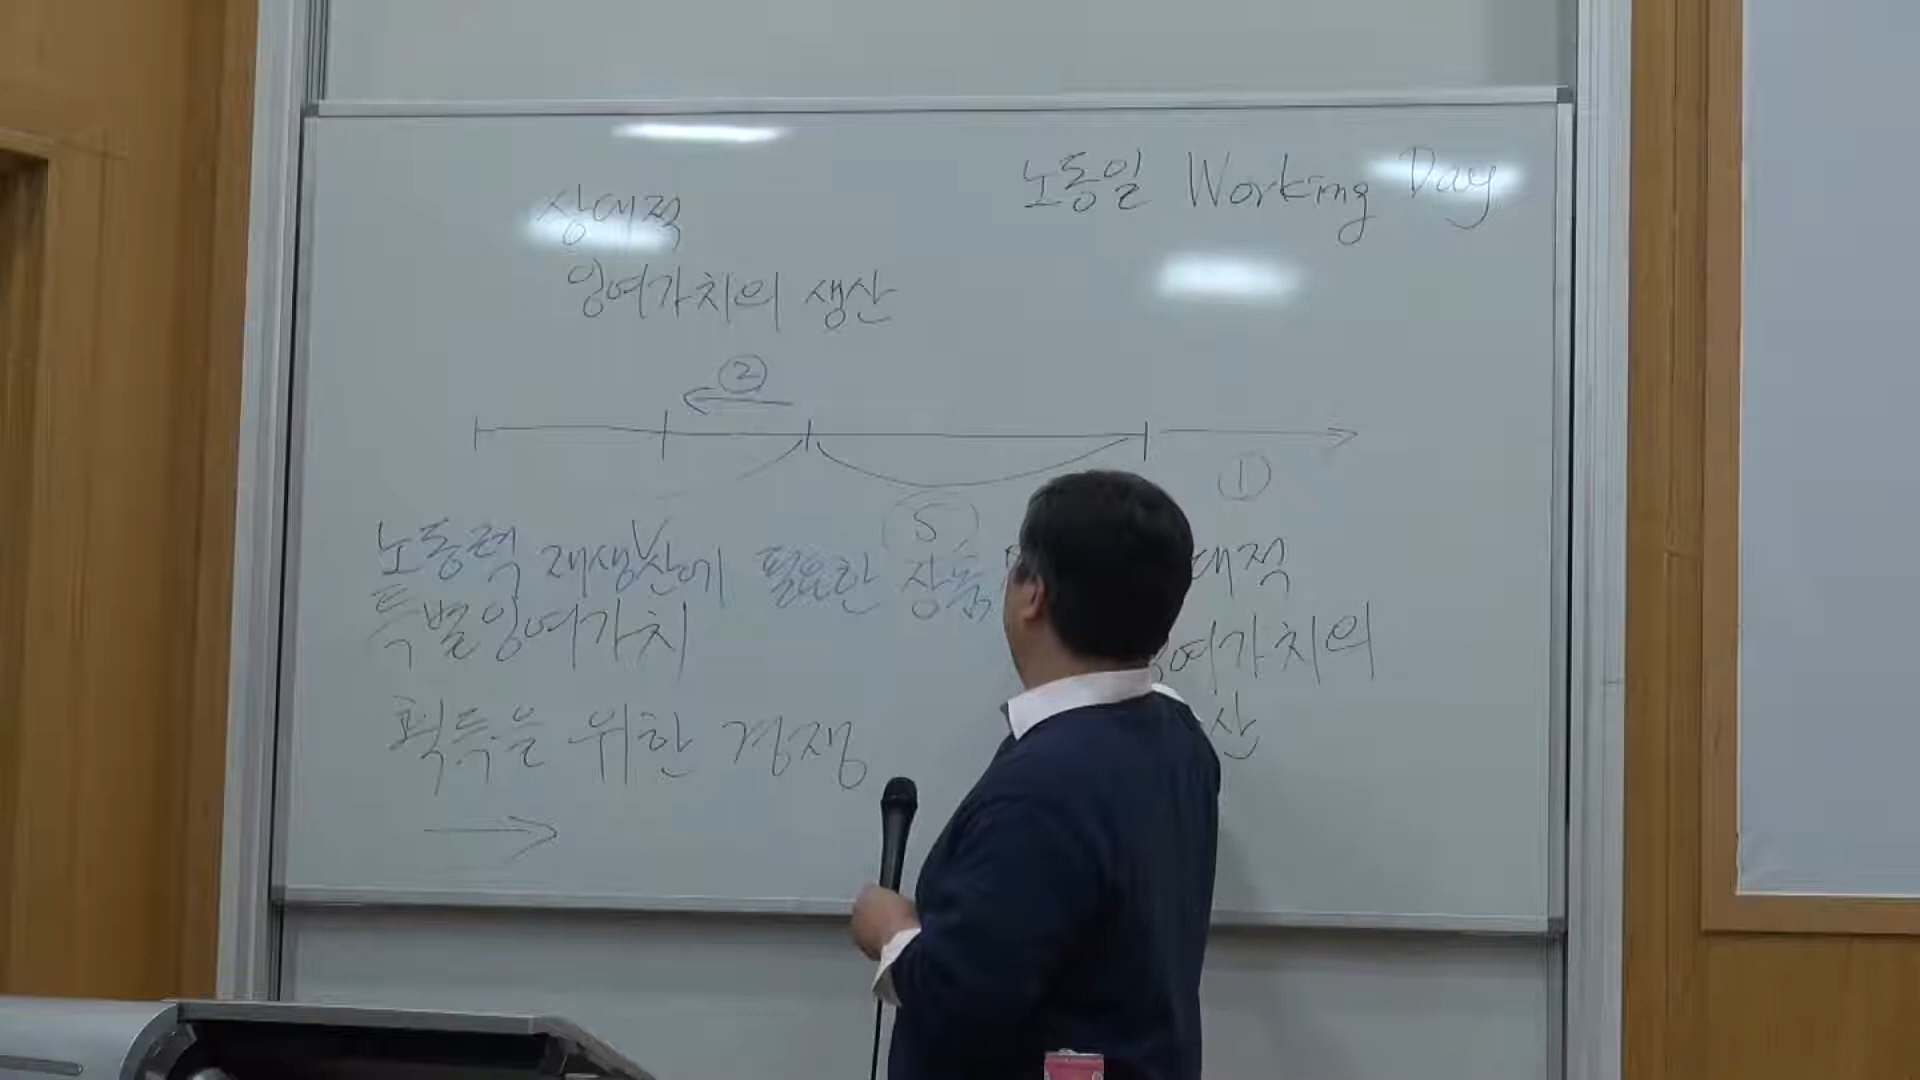 노동일 Working Day
상대적
잉여가치의 생산
②
①
S
V
노동력 재생산에 필요한 장품
대적
특별잉여가치
여가치의
획득을 위한 경쟁
산